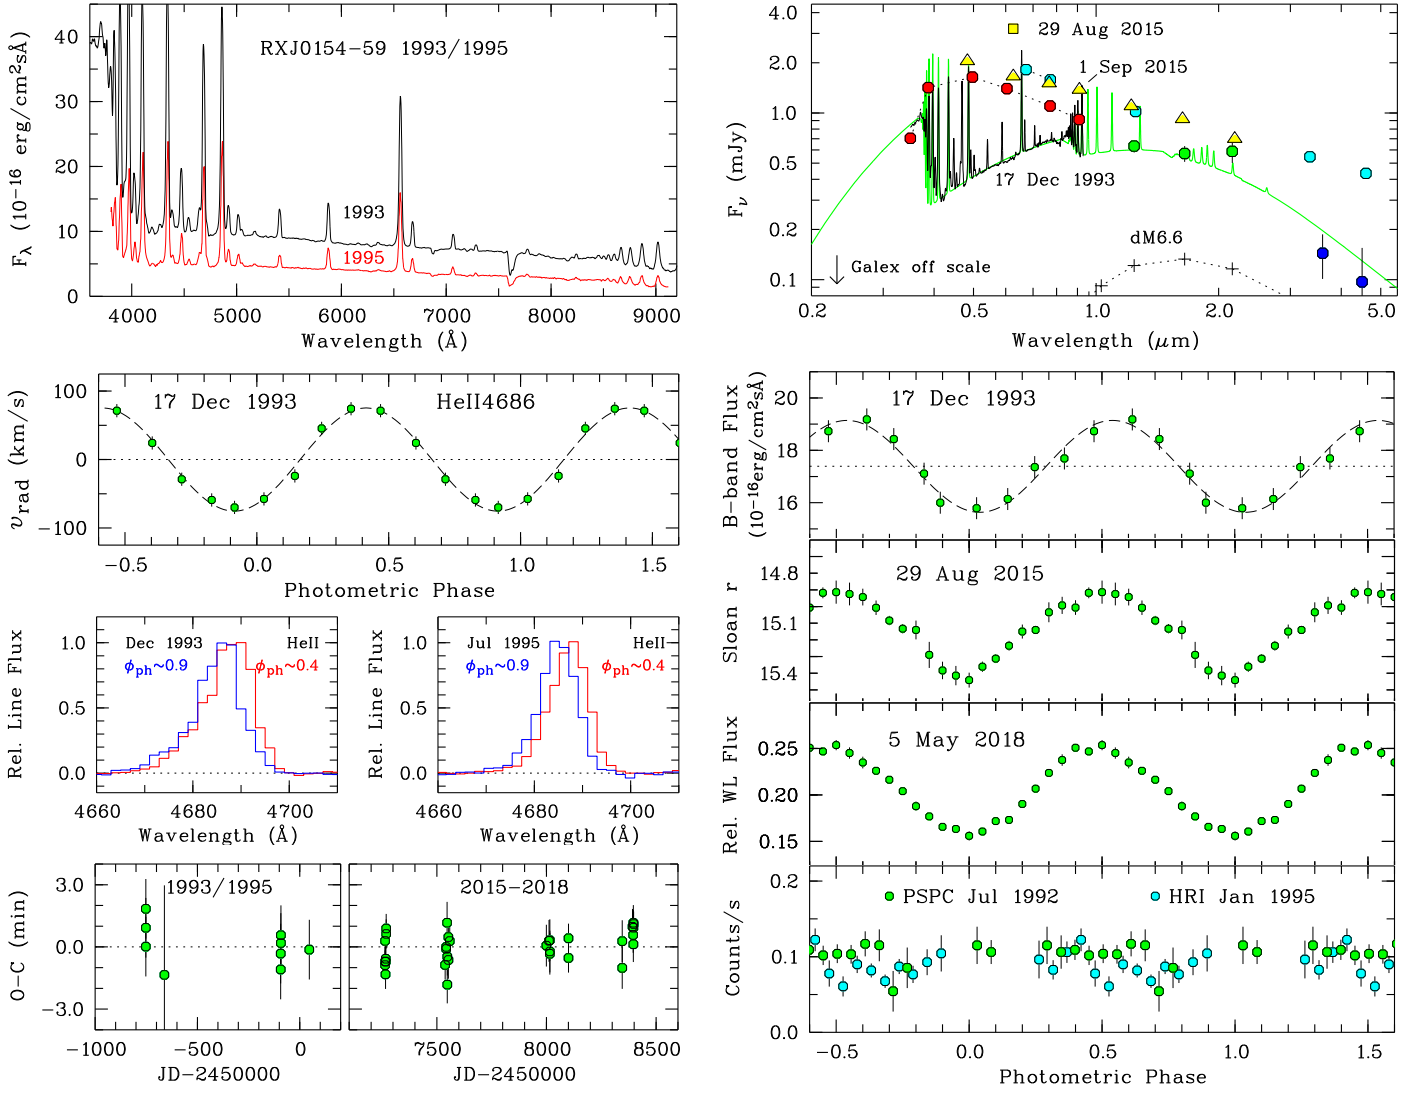 RXJ0154−59 1993/1995
F_λ (10⁻¹⁶ erg/cm²sÅ)
40
30
20
10
0
1993
1995
4000 5000 6000 7000 8000 9000
Wavelength (Å)
29 Aug 2015
1 Sep 2015
17 Dec 1993
dM6.6
Galex off scale
F_ν (mJy)
4.0
2.0
1.0
0.5
0.4
0.2
0.1
0.2 0.5 1.0 2.0 5.0
Wavelength (μm)
17 Dec 1993 HeII4686
v_rad (km/s)
100
0
−100
−0.5 0.0 0.5 1.0 1.5
Photometric Phase
Dec 1993 HeII
ϕ_ph~0.9 ϕ_ph~0.4
Rel. Line Flux
1.0
0.5
0.0
4660 4680 4700
Wavelength (Å)
Jul 1995 HeII
ϕ_ph~0.9 ϕ_ph~0.4
Rel. Line Flux
1.0
0.5
0.0
4660 4680 4700
Wavelength (Å)
1993/1995
2015−2018
O−C (min)
3.0
0.0
−3.0
−1000 −500 0
JD−2450000
7500 8000 8500
JD−2450000
17 Dec 1993
B−band Flux
(10⁻¹⁶erg/cm²sÅ)
20
18
16
29 Aug 2015
Sloan r
14.8
15.1
15.4
5 May 2018
Rel. WL Flux
0.25
0.20
0.15
PSPC Jul 1992 HRI Jan 1995
Counts/s
0.2
0.1
0.0
−0.5 0.0 0.5 1.0 1.5
Photometric Phase